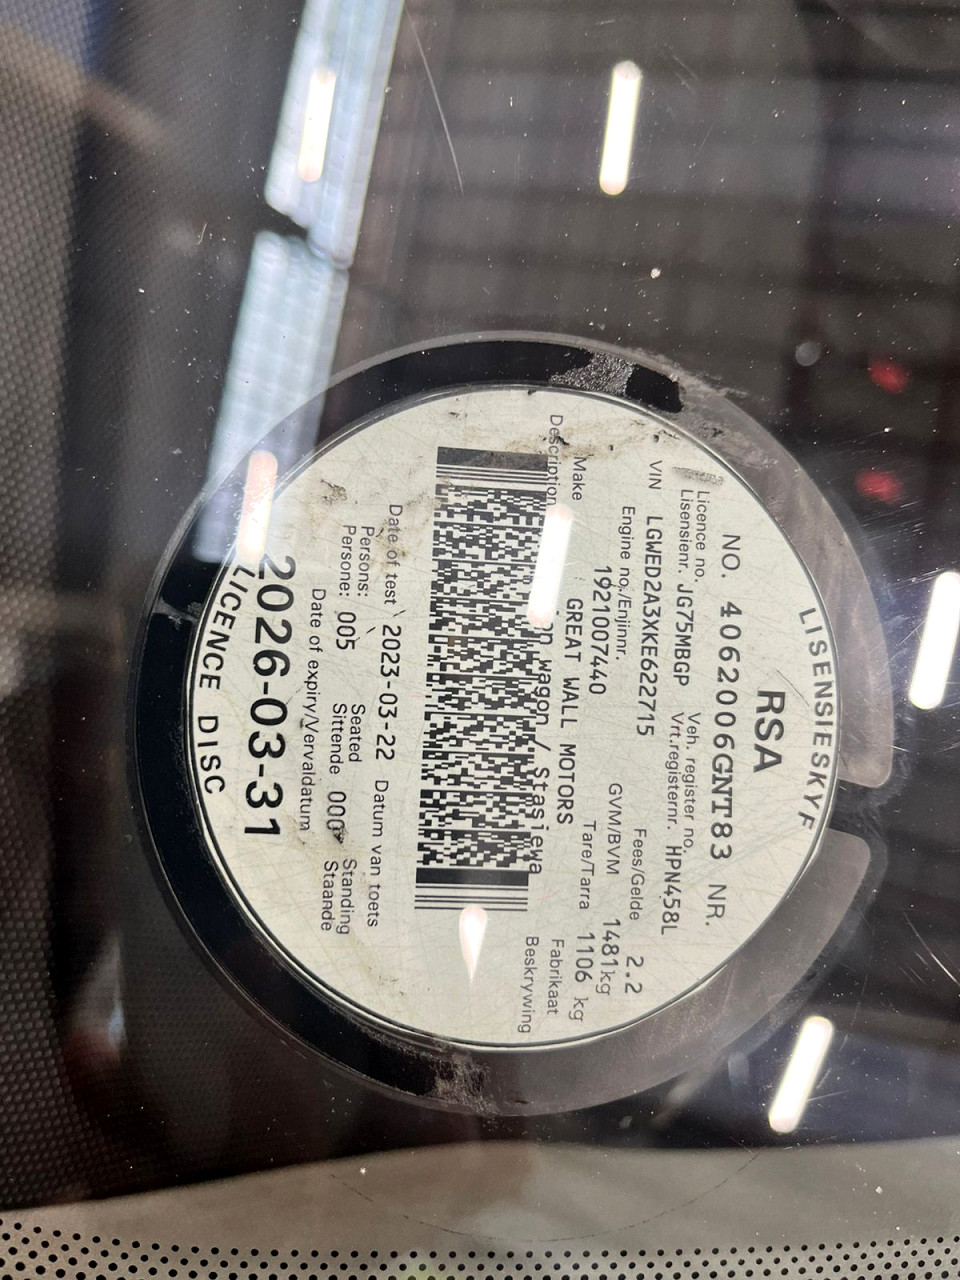 LISENSIESKYF
RSA
NO. 4062006GNT83 NR.
Licence no. Veh. register no.
Lisensienr. JG75MBGP Vrt.registernr. HPN458L
VIN LGWED2A3XKE622715 Fees/Gelde 2.2
Engine no./Enjinnr. GVM/BVM 1481kg
1921007440 Tare/Tarra 1106 kg
Make GREAT WALL MOTORS Fabrikaat
Description wagon / Stasiewa Beskrywing
Date of test 2023-03-22 Datum van toets
Persons: Seated Standing
Persone: 005 Sittende 000 Staande
Date of expiry/Vervaldatum
2026-03-31
LICENCE DISC